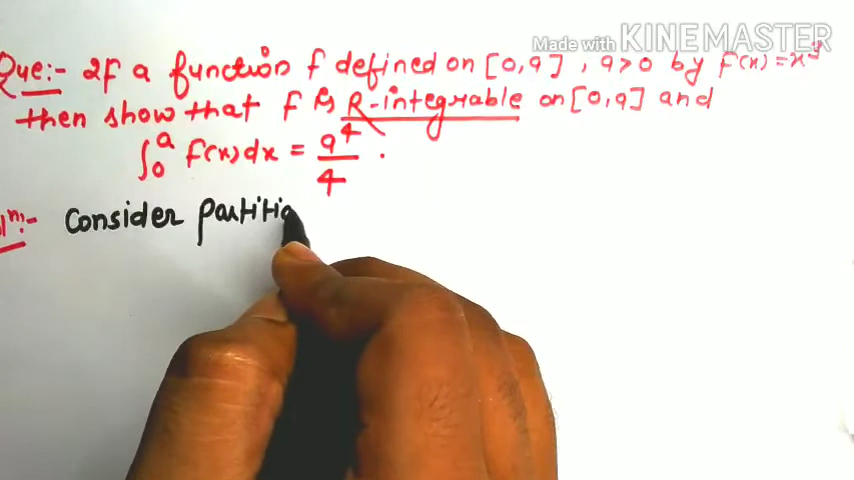 Made with KINEMASTER
Que:- If a function f defined on [0,a], a>0 by f(x)=x³
then show that f is R-integrable on [0,a] and
∫₀ᵃ f(x)dx = a⁴/4 .
lⁿ:- Consider partitio